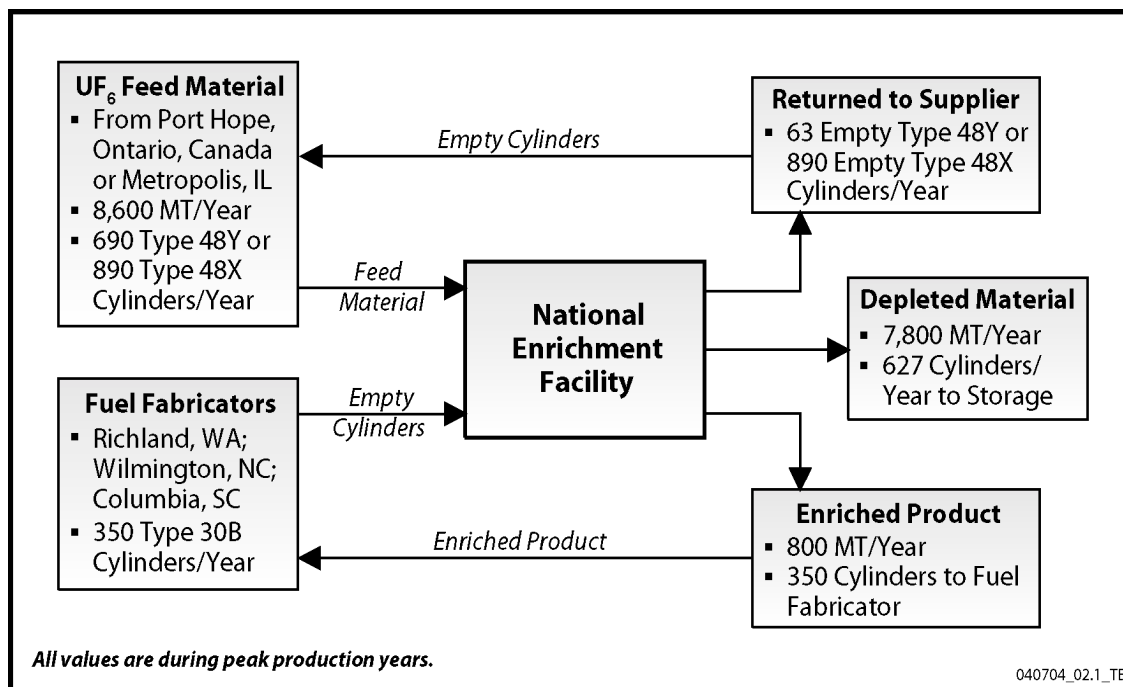 UF₆ Feed Material
▪ From Port Hope,
Ontario, Canada
or Metropolis, IL
▪ 8,600 MT/Year
▪ 690 Type 48Y or
890 Type 48X
Cylinders/Year
Empty Cylinders
Returned to Supplier
▪ 63 Empty Type 48Y or
890 Empty Type 48X
Cylinders/Year
Feed
Material
National
Enrichment
Facility
Depleted Material
▪ 7,800 MT/Year
▪ 627 Cylinders/
Year to Storage
Fuel Fabricators
▪ Richland, WA;
Wilmington, NC;
Columbia, SC
▪ 350 Type 30B
Cylinders/Year
Empty
Cylinders
Enriched Product
Enriched Product
▪ 800 MT/Year
▪ 350 Cylinders to Fuel
Fabricator
All values are during peak production years.
040704_02.1_TE